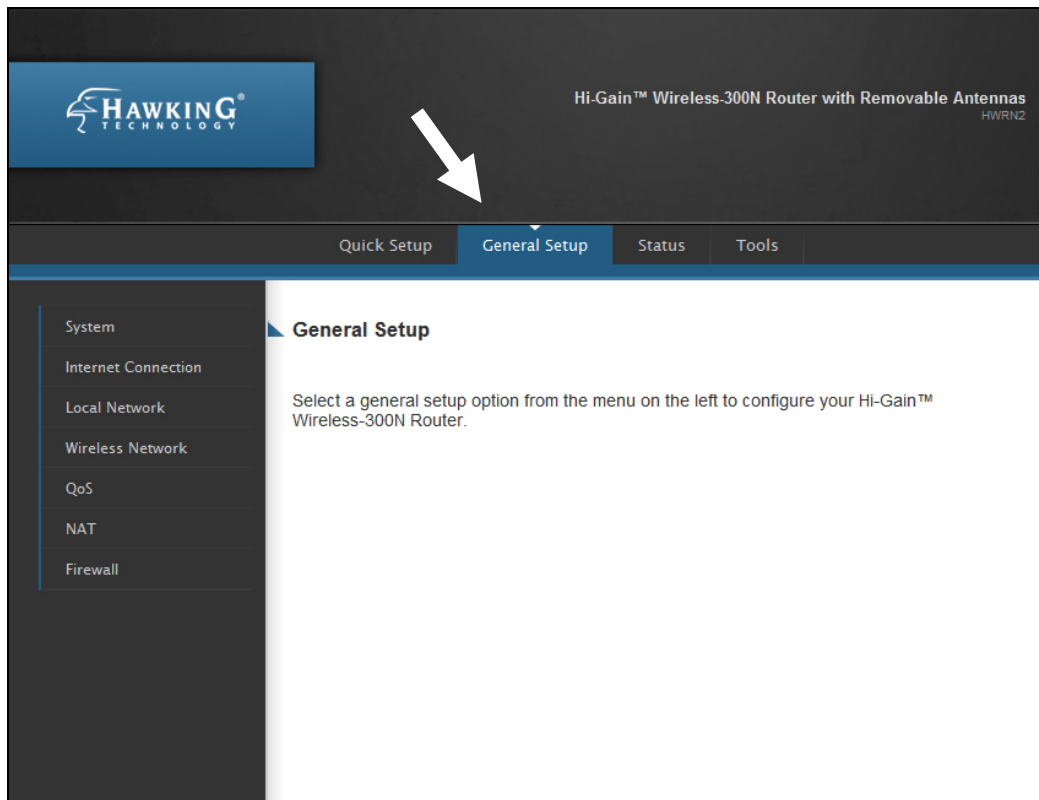 HAWKING®
TECHNOLOGY
Hi-Gain™ Wireless-300N Router with Removable Antennas
HWRN2
Quick Setup
General Setup
Status
Tools
System
Internet Connection
Local Network
Wireless Network
QoS
NAT
Firewall
General Setup
Select a general setup option from the menu on the left to configure your Hi-Gain™
Wireless-300N Router.